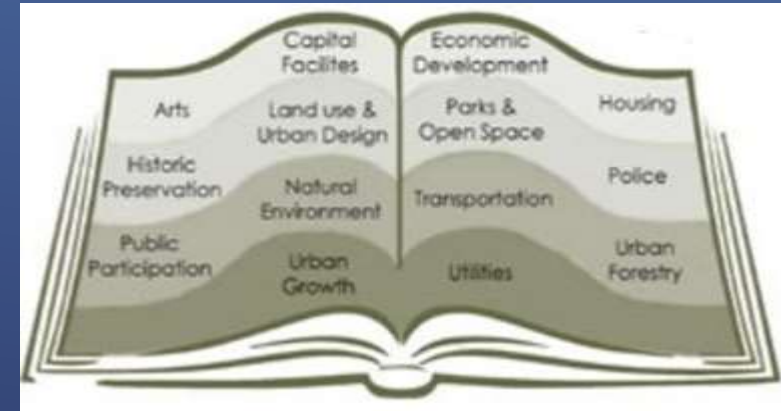 Capital
Facilites
Arts
Land use &
Urban Design
Historic
Preservation
Natural
Environment
Public
Participation
Urban
Growth
Economic
Development
Parks &
Open Space
Housing
Transportation
Police
Utilities
Urban
Forestry